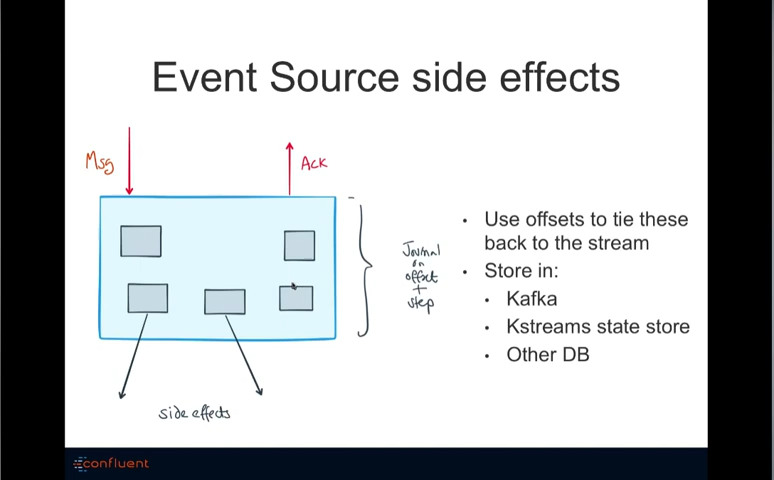 Event Source side effects
Msg
Ack
Journal
on
offset
+
step
side effects
• Use offsets to tie these
back to the stream
• Store in:
• Kafka
• Kstreams state store
• Other DB
confluent